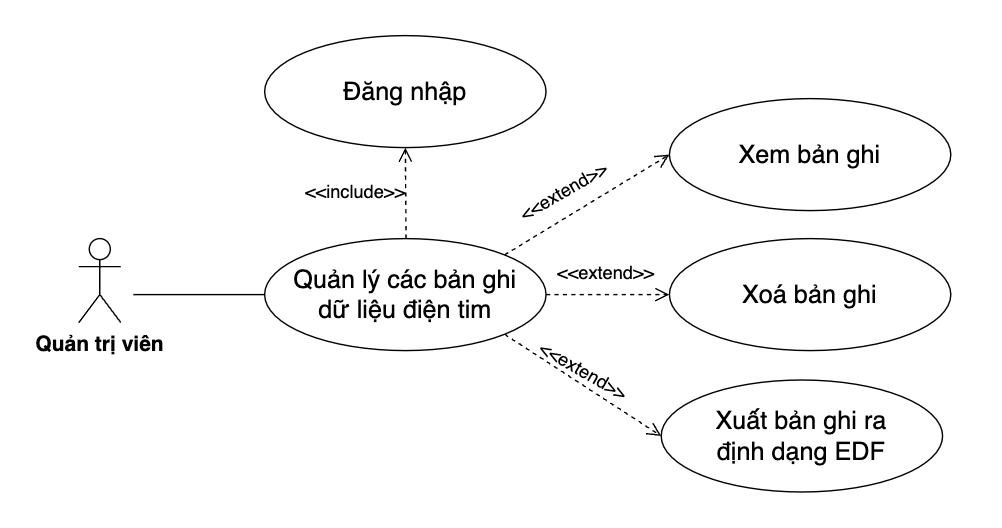 Đăng nhập
<<include>>
<<extend>>
Xem bản ghi
Quản lý các bản ghi
dữ liệu điện tim
<<extend>>
Xoá bản ghi
Quản trị viên
<<extend>>
Xuất bản ghi ra
định dạng EDF